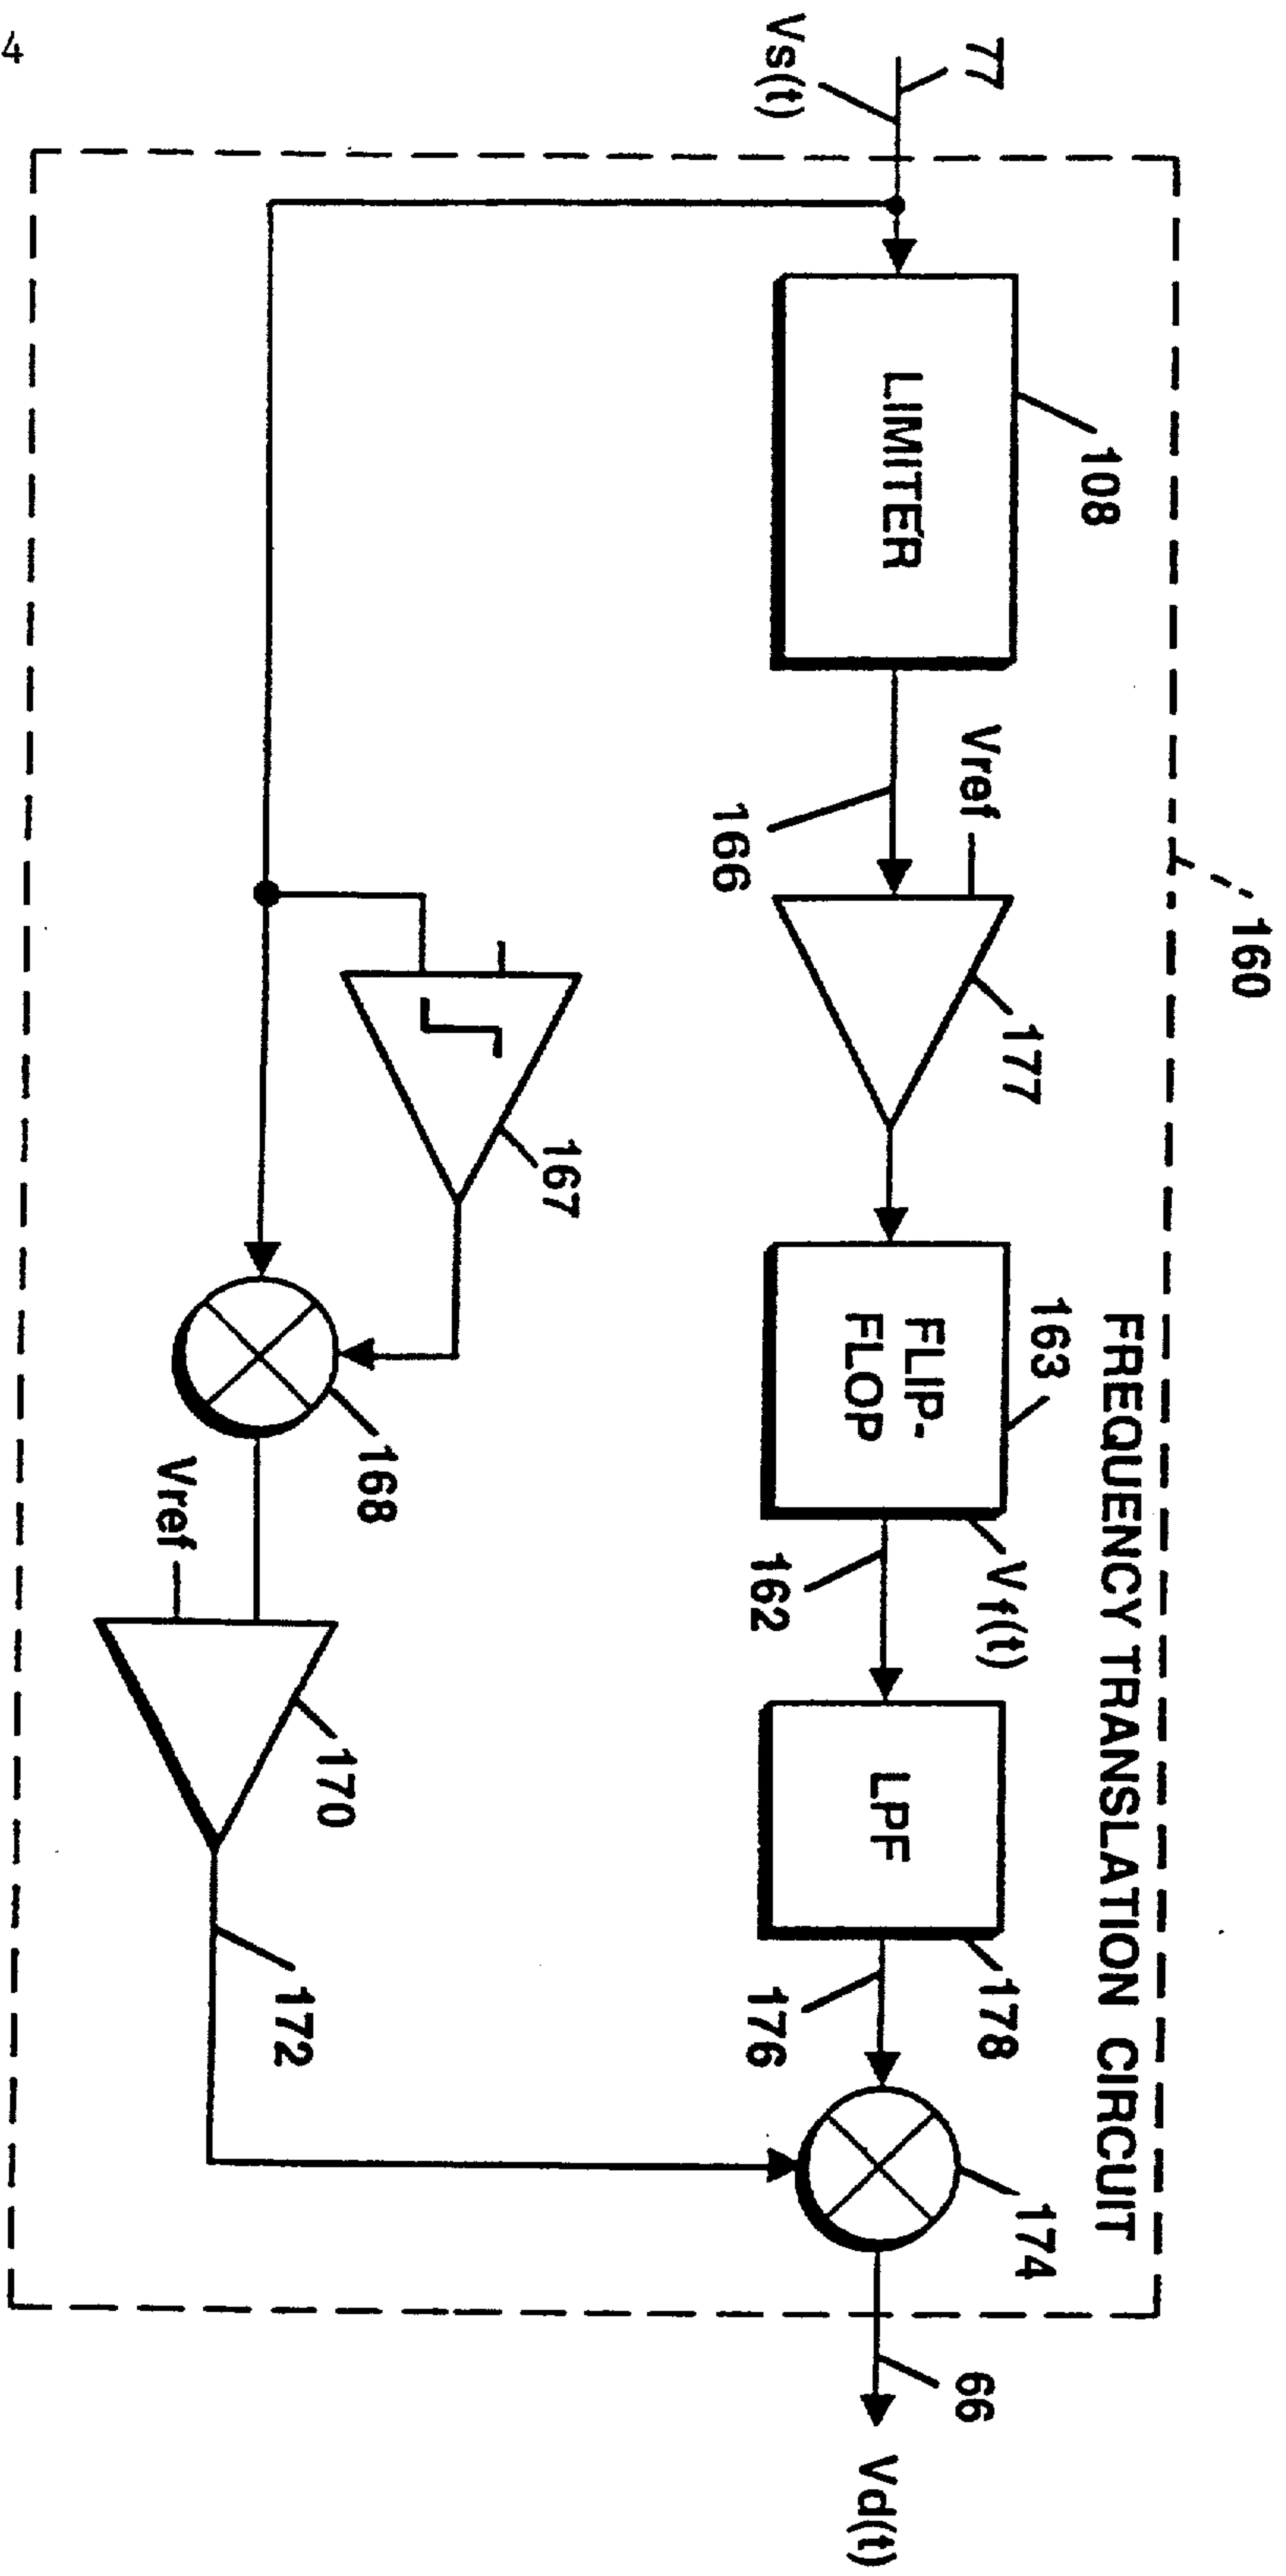 4
160
FREQUENCY TRANSLATION CIRCUIT
77
Vs(t)
108
LIMITER
Vref
166
177
163
FLIP-
FLOP
Vf(t)
162
LPF
178
176
174
66
Vd(t)
167
168
Vref
170
172